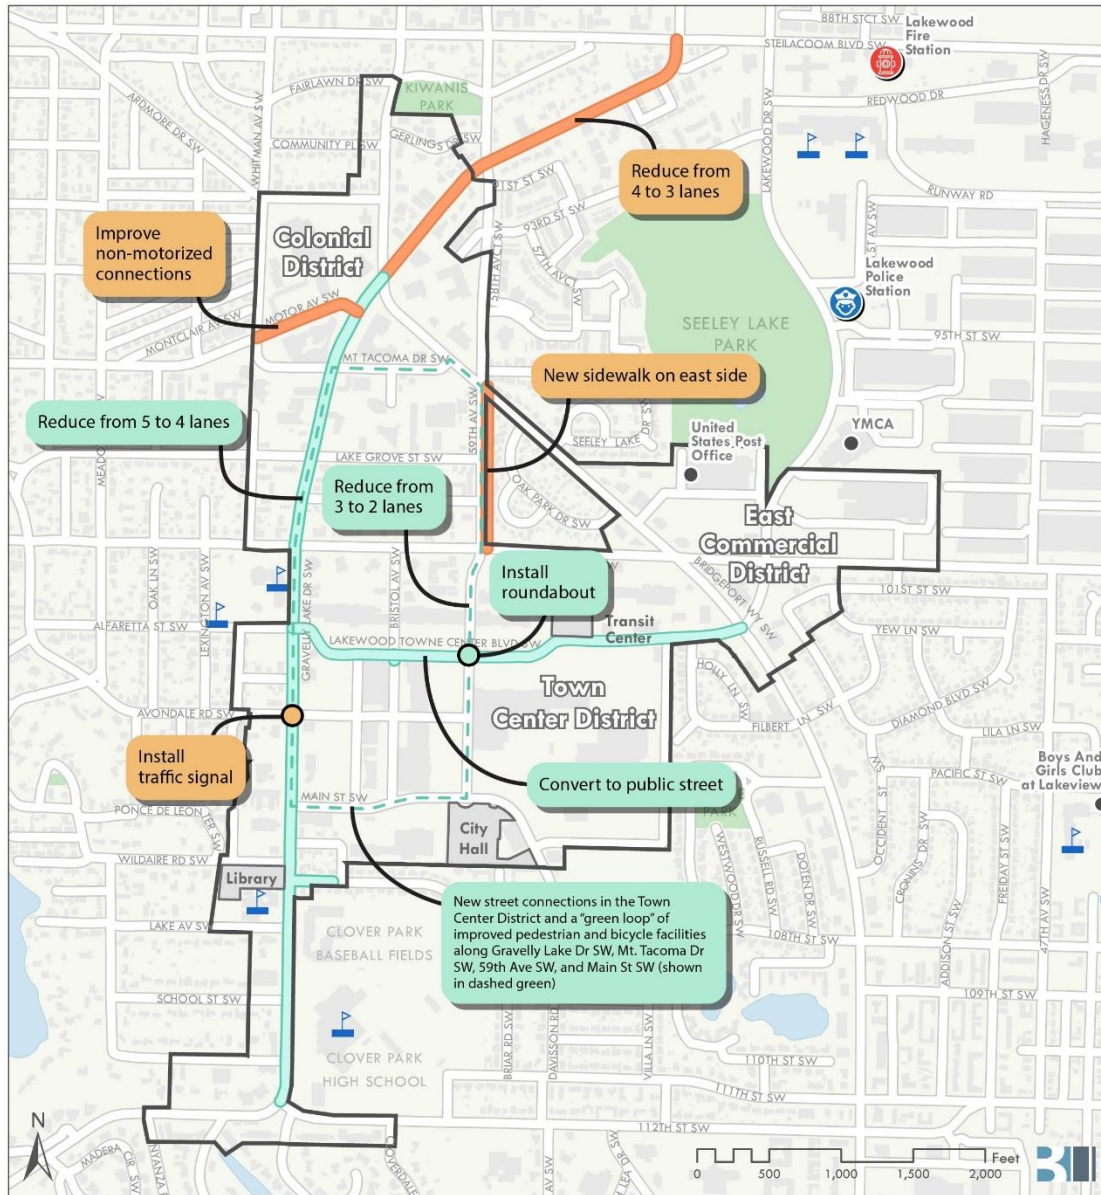 88TH STCT SW
STEILACOOM BLVD SW
Lakewood
Fire
Station
FAIRLAWN DR SW
KIWANIS
PARK
REDWOOD DR
HAGENESS DR SW
ARDMORE DR SW
WHITMAN AV SW
COMMUNITY PL SW
GERLINGS DR SW
LAKEWOOD DR SW
Reduce from
4 to 3 lanes
91ST ST SW
RUNWAY RD
93RD ST SW
Improve
non-motorized
connections
Colonial
District
57TH AVCT SW
58TH AVCT SW
Lakewood
Police
Station
MOTOR AV SW
MONTCLAIR AV SW
SEELEY LAKE
PARK
95TH ST SW
MT TACOMA DR SW
New sidewalk on east side
59TH AV SW
Reduce from 5 to 4 lanes
SEELEY LAKE DR SW
United
States Post
Office
YMCA
LAKE GROVE ST SW
Reduce from
3 to 2 lanes
OAK PARK DR SW
East
Commercial
District
BRIDGEPORT WY SW
Install
roundabout
OAK LN SW
LEXINGTON AV SW
GRAVELLY LAKE DR SW
BRISTOL AV SW
101ST ST SW
ALFARETTA ST SW
Transit
Center
YEW LN SW
LAKEWOOD TOWNE CENTER BLVD SW
HOLLY LN SW
Town
Center District
DIAMOND BLVD SW
AVONDALE RD SW
FILBERT LN SW
LILA LN SW
Install
traffic signal
Boys And
Girls Club
at Lakeview
PACIFIC ST SW
Convert to public street
MAIN ST SW
PONCE DE LEON TER SW
PARK
City
Hall
OCCIDENT ST SW
CRONINS DR SW
ADDISON ST SW
FREIDAY ST SW
47TH AV SW
WESTWOOD DR SW
RUSSELL RD SW
DOTEN DR SW
WILDAIRE RD SW
Library
New street connections in the Town
Center District and a "green loop" of
improved pedestrian and bicycle facilities
along Gravelly Lake Dr SW, Mt. Tacoma Dr
SW, 59th Ave SW, and Main St SW (shown
in dashed green)
LAKE AV SW
CLOVER PARK
BASEBALL FIELDS
108TH ST SW
SCHOOL ST SW
109TH ST SW
BRIAR RD SW
DAVISSON RD SW
VILLA LN SW
CLOVER PARK
HIGH SCHOOL
110TH ST SW
111TH ST SW
112TH ST SW
N
MADERA CIR SW
NYANZA
CLOVERDALE
Feet
0 500 1,000 1,500 2,000